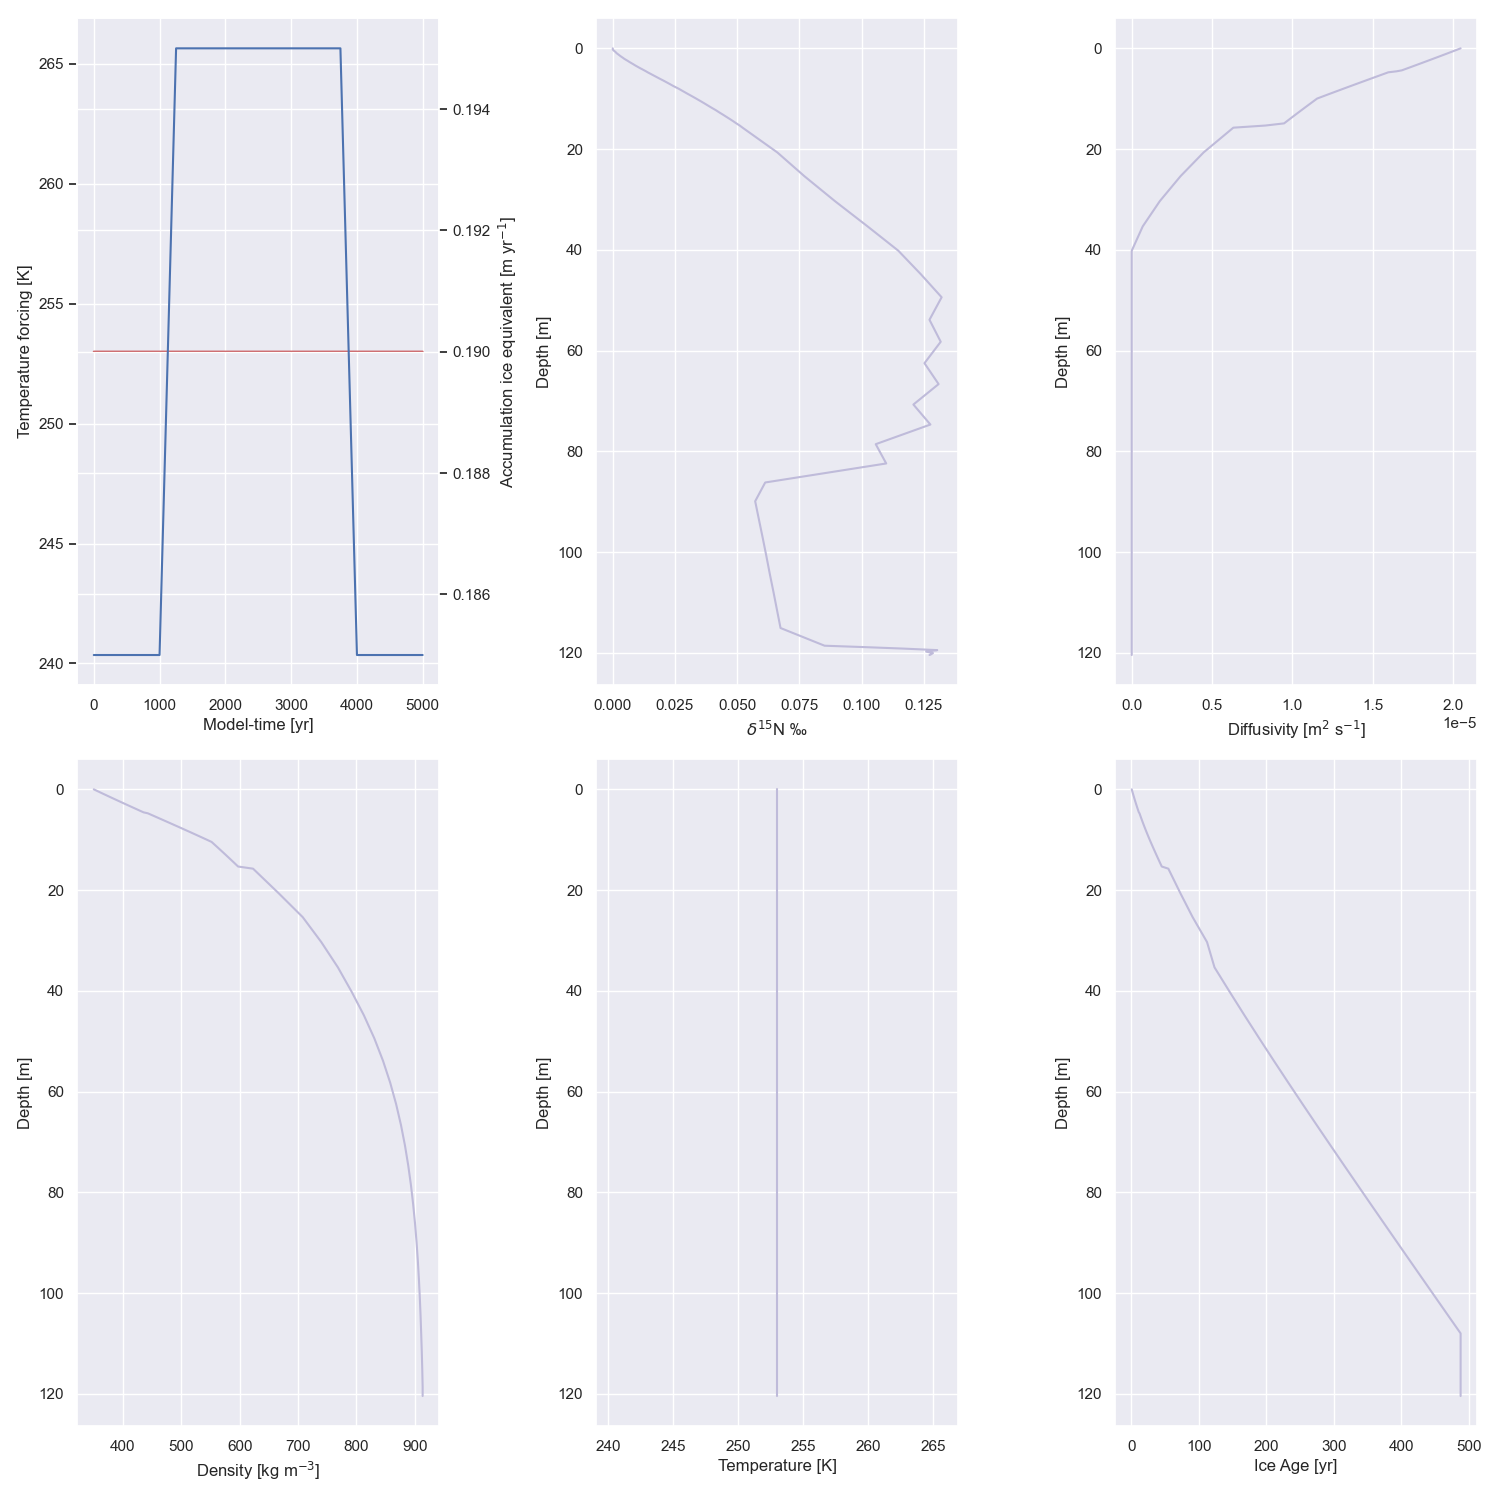 265
260
255
250
245
240
Temperature forcing [K]
0 1000 2000 3000 4000 5000
Model-time [yr]
0.194
0.192
0.190
0.188
0.186
Accumulation ice equivalent [m yr⁻¹]
0
20
40
60
80
100
120
Depth [m]
0.000 0.025 0.050 0.075 0.100 0.125
δ¹⁵N ‰
0
20
40
60
80
100
120
Depth [m]
0.0 0.5 1.0 1.5 2.0
1e−5
Diffusivity [m² s⁻¹]
0
20
40
60
80
100
120
Depth [m]
400 500 600 700 800 900
Density [kg m⁻³]
0
20
40
60
80
100
120
Depth [m]
240 245 250 255 260 265
Temperature [K]
0
20
40
60
80
100
120
Depth [m]
0 100 200 300 400 500
Ice Age [yr]